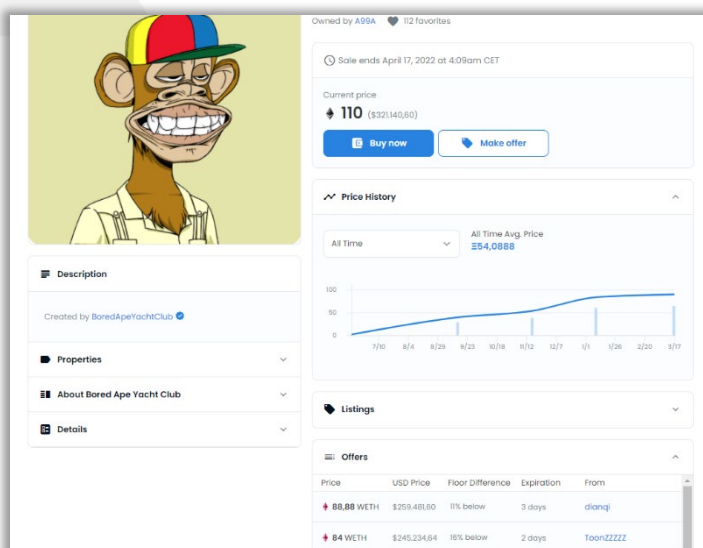 Owned by A99A 112 favorites
Sale ends April 17, 2022 at 4:09am CET
Current price
110 ($321.140,60)
Buy now Make offer
Price History
All Time
All Time Avg. Price
Ξ54,0888
100
50
0
7/10 8/4 8/29 9/23 10/18 11/12 12/7 1/1 1/26 2/20 3/17
Description
Created by BoredApeYachtClub
Properties
About Bored Ape Yacht Club
Details
Listings
Offers
Price USD Price Floor Difference Expiration From
88,88 WETH $259.481,60 11% below 3 days dianqi
84 WETH $245.234,64 16% below 2 days ToonZZZZZ